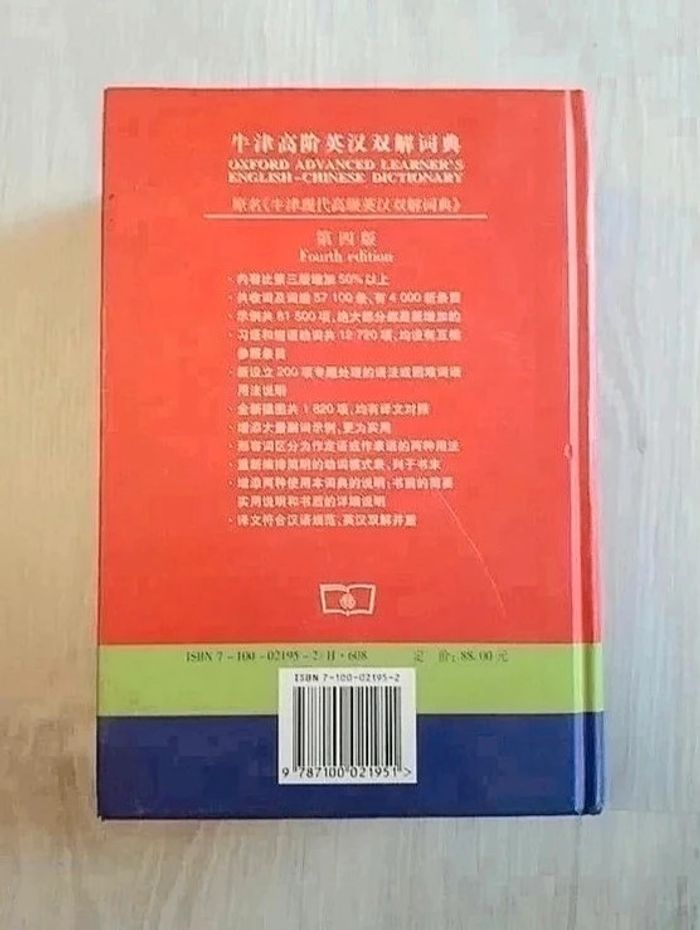 牛津高阶英汉双解词典
OXFORD ADVANCED LEARNER'S
ENGLISH-CHINESE DICTIONARY
原名《牛津现代高级英汉双解词典》
第四版
Fourth edition
·内容比第三版增加50%以上
·共收词及词组57 100条、有4 000新条目
·示例共81 500项、绝大部分都是新增加的
·习语和短语动词共12 720项、均设有互相
参照条目
·新设立200项专题处理的语法或困难词语
用法说明
·全新插图共1 820项、均有译文对照
·增添大量副词示例、更为实用
·形容词区分为作定语或作表语的两种用法
·重新编排简明的动词模式表、列于书末
·增添两种使用本词典的说明:书前的简要
实用说明和书后的详细说明
·译文符合汉语规范、英汉双解并重
ISBN 7-100-02195-2/H·608 定 价:88.00元
ISBN 7-100-02195-2
9 787100 021951 >